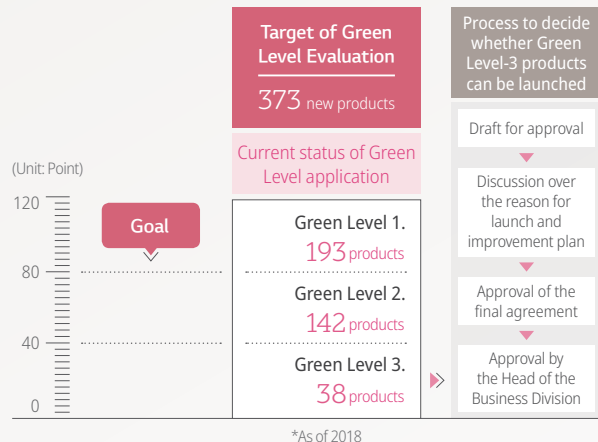 Target of Green
Level Evaluation
373 new products
Current status of Green
Level application
(Unit: Point)
120
80
40
0
Goal
Green Level 1.
193 products
Green Level 2.
142 products
Green Level 3.
38 products
Process to decide
whether Green
Level-3 products
can be launched
Draft for approval
Discussion over
the reason for
launch and
improvement plan
Approval of the
final agreement
Approval by
the Head of the
Business Division
*As of 2018